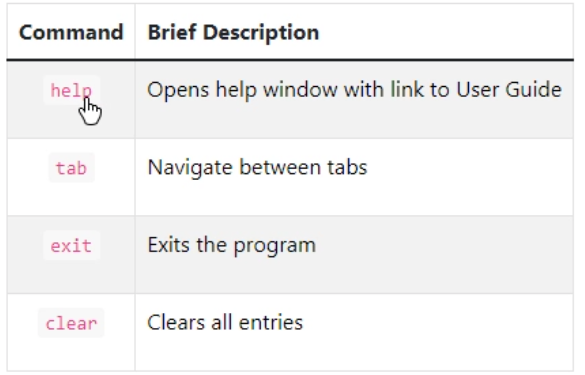 Command Brief Description
help Opens help window with link to User Guide
tab Navigate between tabs
exit Exits the program
clear Clears all entries